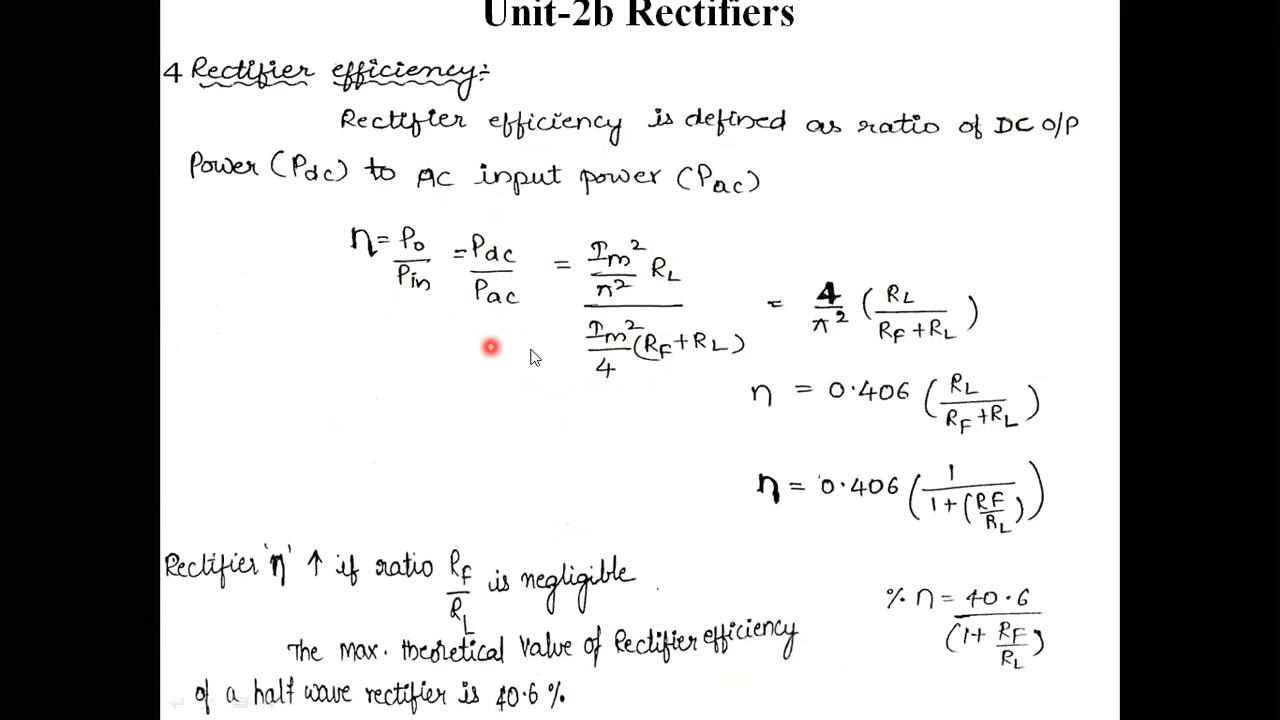 Unit-2b Rectifiers
4 Rectifier efficiency:-
Rectifier efficiency is defined as ratio of DC O/P
Power (Pdc) to AC input power (Pac)
η = Po/Pin = Pdc/Pac = (Im²/π² RL)/(Im²/4 (RF+RL)) = 4/π² (RL/(RF+RL))
η = 0.406 (RL/(RF+RL))
η = 0.406 (1/(1+(RF/RL)))
Rectifier 'η' ↑ if ratio RF/RL is negligible
% η = 40.6/(1+ RF/RL)
The max. theoretical value of Rectifier efficiency
of a half wave rectifier is 40.6 %